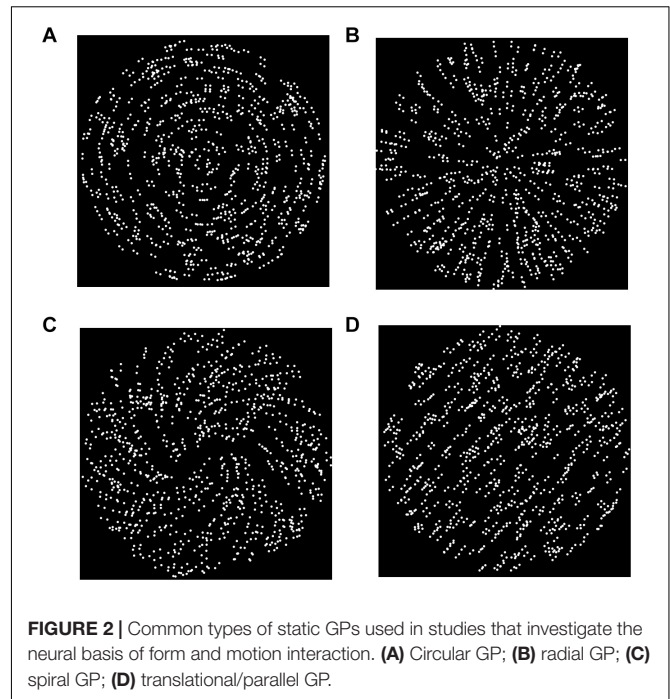 A
B
C
D
FIGURE 2 | Common types of static GPs used in studies that investigate the
neural basis of form and motion interaction. (A) Circular GP; (B) radial GP; (C)
spiral GP; (D) translational/parallel GP.